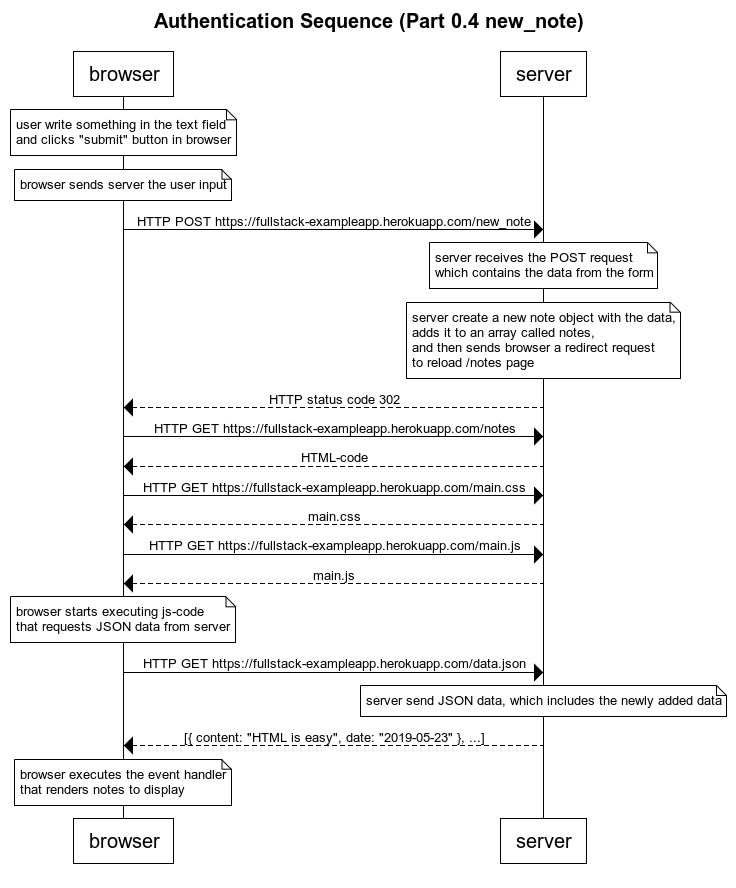 Authentication Sequence (Part 0.4 new_note)
browser
server
user write something in the text field
and clicks "submit" button in browser
browser sends server the user input
HTTP POST https://fullstack-exampleapp.herokuapp.com/new_note
server receives the POST request
which contains the data from the form
server create a new note object with the data,
adds it to an array called notes,
and then sends browser a redirect request
to reload /notes page
HTTP status code 302
HTTP GET https://fullstack-exampleapp.herokuapp.com/notes
HTML-code
HTTP GET https://fullstack-exampleapp.herokuapp.com/main.css
main.css
HTTP GET https://fullstack-exampleapp.herokuapp.com/main.js
main.js
browser starts executing js-code
that requests JSON data from server
HTTP GET https://fullstack-exampleapp.herokuapp.com/data.json
server send JSON data, which includes the newly added data
[{ content: "HTML is easy", date: "2019-05-23" }, ...]
browser executes the event handler
that renders notes to display
browser
server